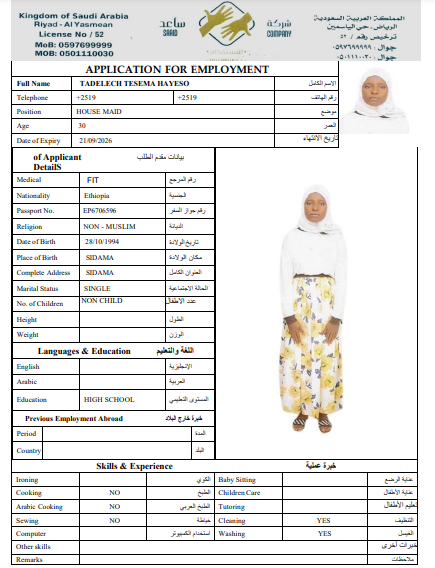 Kingdom of Saudi Arabia
Riyad - Al Yasmean
License No / 52
MoB: 0597699999
MOB: 0501110030
ساعد
SAAID
شركة
COMPANY
المملكة العربية السعودية
الرياض، حي الياسمين
ترخيص رقم / ٥٢
جوال : ٠٥٩٧٦٩٩٩٩٩
جوال : ٠٥٠١١١٠٠٣٠
APPLICATION FOR EMPLOYMENT
Full Name TADELECH TESEMA HAYESO الاسم الكامل
Telephone +2519 +2519 رقم الهاتف
Position HOUSE MAID موضع
Age 30 العمر
Date of Expiry 21/09/2026 تاريخ الانتهاء
of Applicant DetailS بيانات مقدم الطلب
Medical FIT رقم المرجع
Nationality Ethiopia الجنسية
Passport No. EP6706596 رقم جواز السفر
Religion NON - MUSLIM الديانة
Date of Birth 28/10/1994 تاريخ الولادة
Place of Birth SIDAMA مكان الولادة
Complete Address SIDAMA العنوان الكامل
Marital Status SINGLE الحالة الاجتماعية
No. of Children NON CHILD عدد الاطفال
Height الطول
Weight الوزن
Languages & Education اللغة والتعليم
English الإنجليزية
Arabic العربية
Education HIGH SCHOOL المستوى التعليمي
Previous Employment Abroad خبرة خارج البلاد
Period المدة
Country البلد
Skills & Experience خبرة عملية
Ironing الكوي Baby Sitting عناية الرضع
Cooking NO الطبخ Children Care عناية الأطفال
Arabic Cooking NO الطبخ العربي Tutoring تعليم الأطفال
Sewing NO خياطة Cleaning YES التنظيف
Computer استخدام الكمبيوتر Washing YES الغسيل
Other skills خبرات أخرى
Remarks ملاحظات